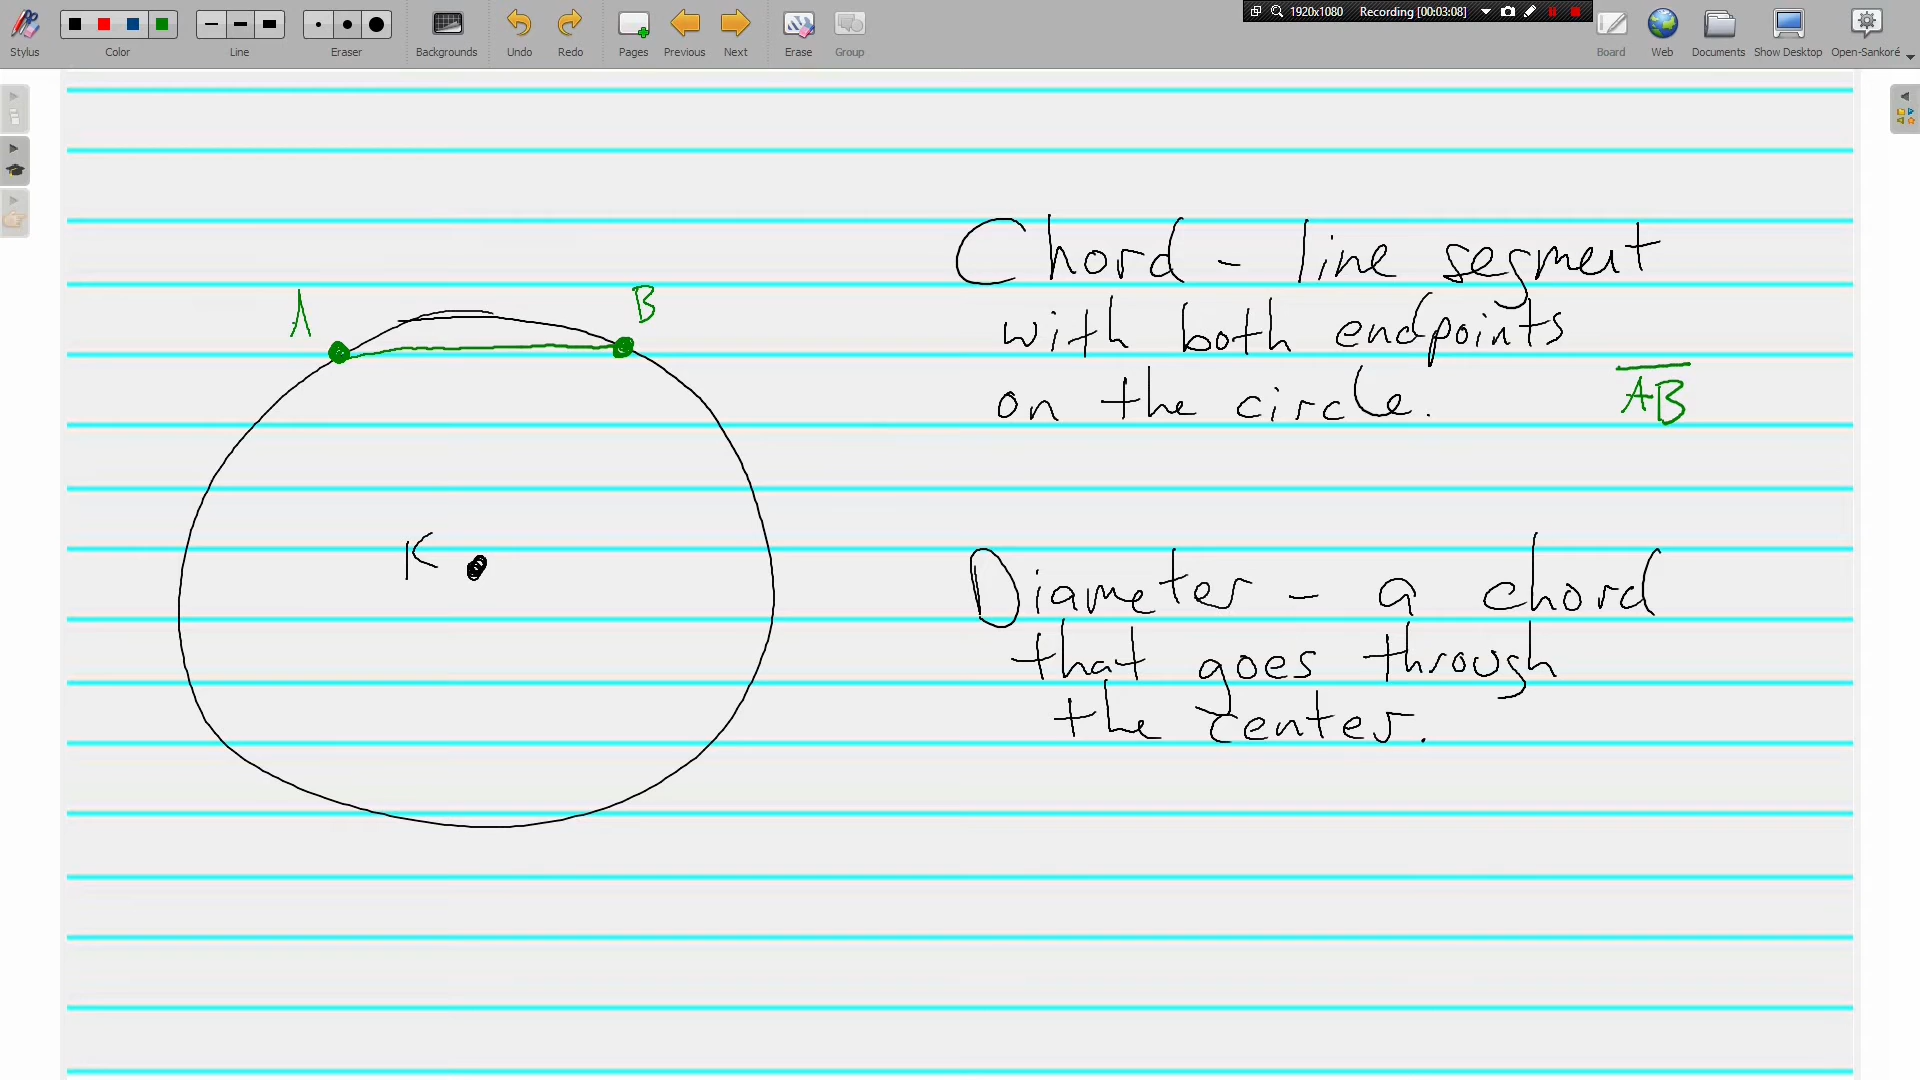 1920x1080 Recording [00:03:08]
Stylus Color Line Eraser Backgrounds Undo Redo Pages Previous Next Erase Group Board Web Documents Show Desktop Open-Sankoré
Chord - line segment
with both endpoints
on the circle.
AB
A
B
K
Diameter - a chord
that goes through
the center.